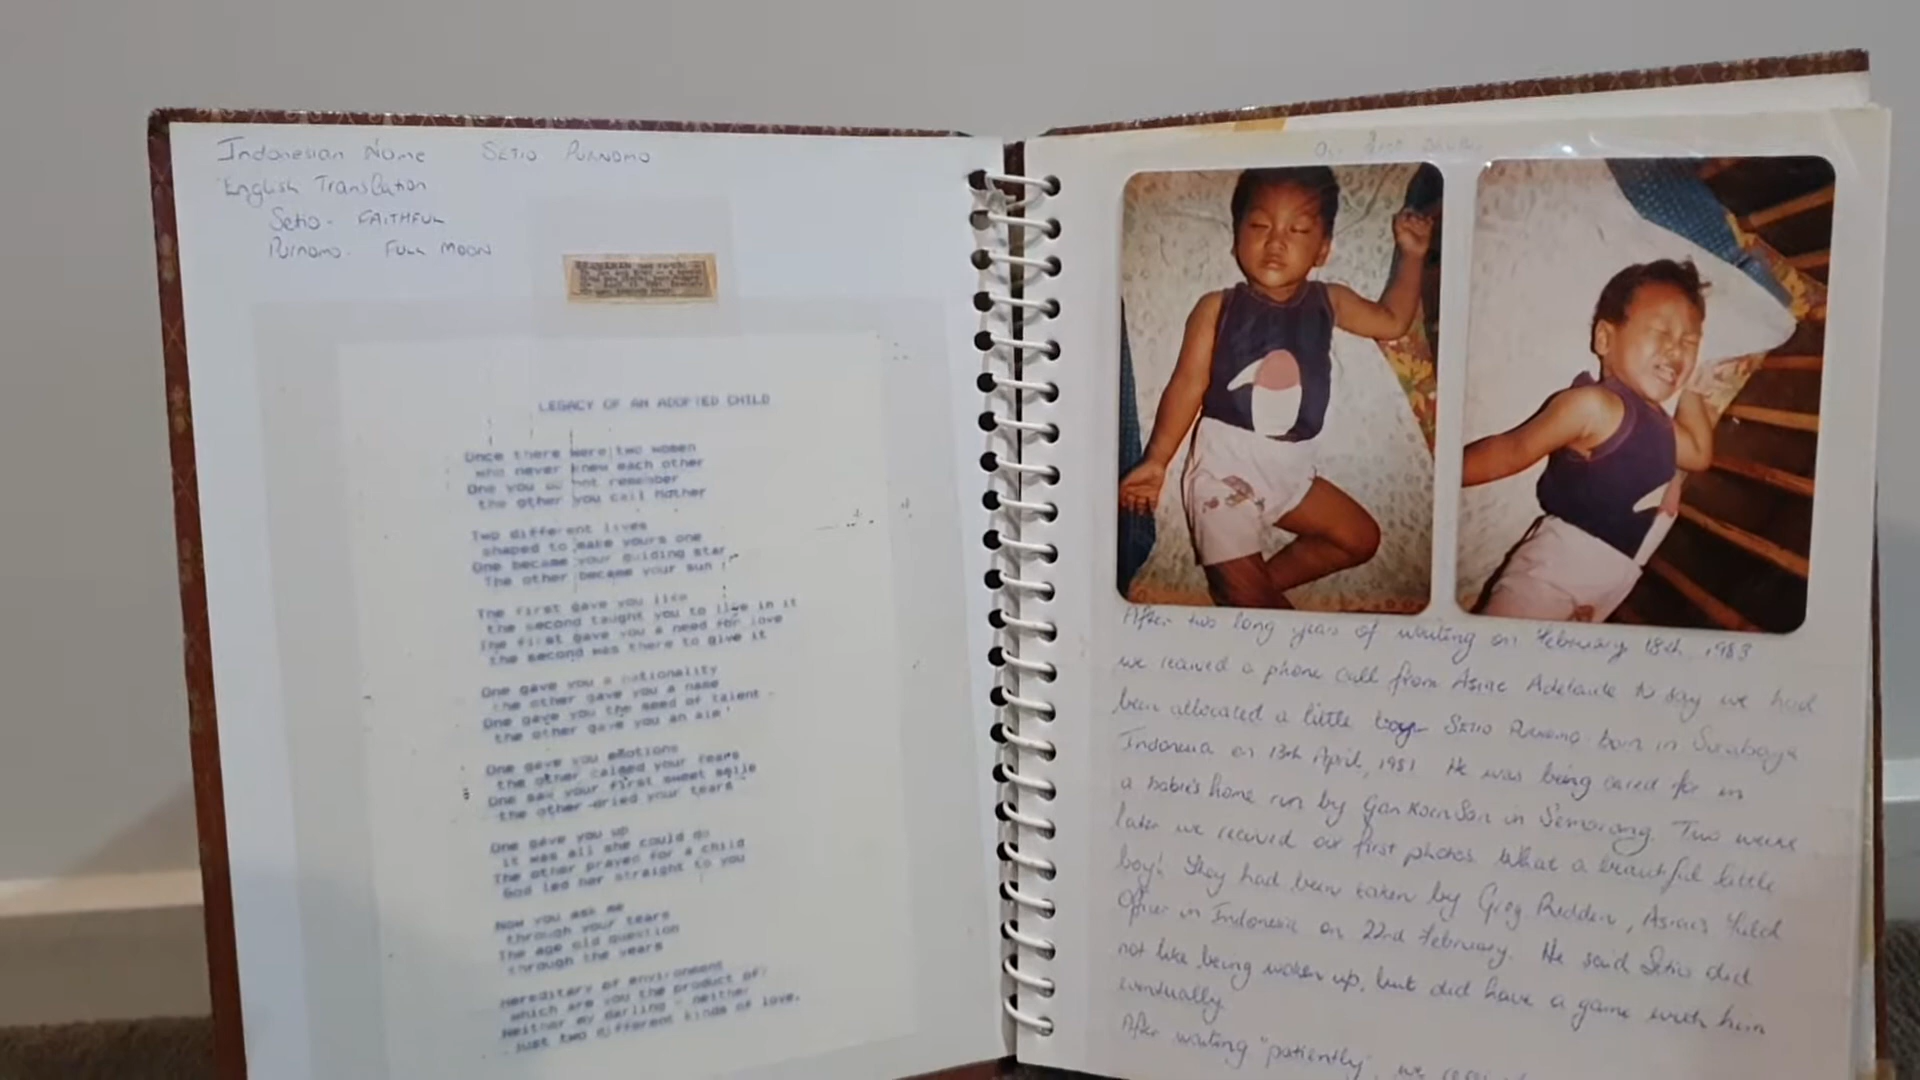 Indonesian Name SETIO PURNOMO
English Translation
Setio - FAITHFUL
PURNOMO - FULL MOON
LEGACY OF AN ADOPTED CHILD
Once there were two women
who never knew each other
One you do not remember
the other you call mother
Two different lives
shaped to make yours one
One became your guiding star
The other became your sun
The first gave you life
the second taught you to live in it
The first gave you a need for love
the second was there to give it
One gave you a nationality
the other gave you a name
One gave you the seed of talent -
the other gave you an aim
One gave you emotions
the other calmed your fears
One saw your first sweet smile
the other dried your tears
One gave you up
it was all she could do
The other prayed for a child
God led her straight to you
Now you ask me
through your tears
The age old question
through the years
Hereditary or environment
which are you the product of
Neither my darling - neither
Just two different kinds of love.
After two long years of waiting on February 18th 1983
we received a phone call from Asiac Adelaide to say we had
been allocated a little boy Setio Purnomo born in Surabaya
Indonesia on 13th April, 1981. He was being cared for in
a babies home run by in Semarang. Two weeks
later we received our first photos. What a beautiful little
boy! They had been taken by Greg , Asiac's
Officer in Indonesia on 22nd February. He said Setio did
not like being woken up, but did have a game with him
eventually.
After waiting "patiently", we